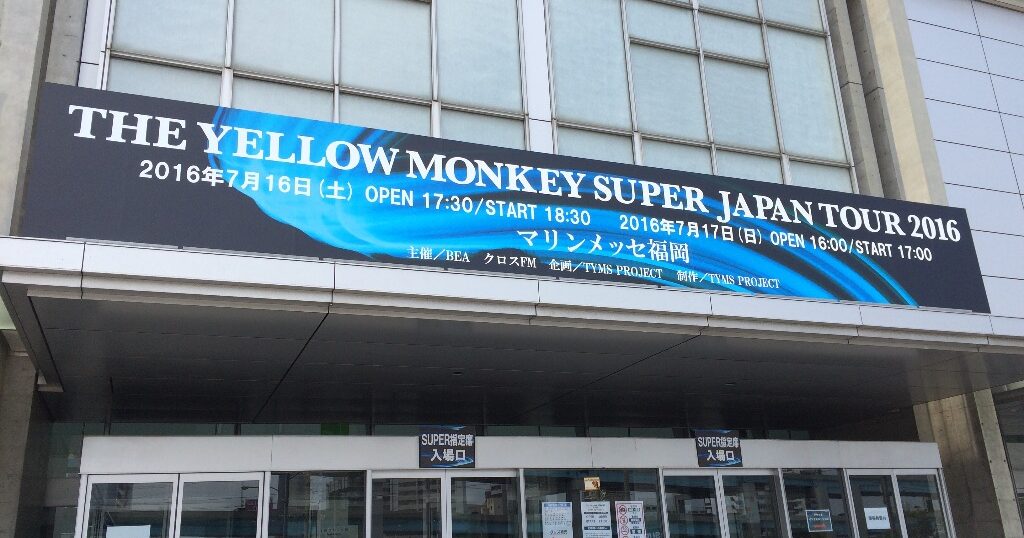 THE YELLOW MONKEY SUPER JAPAN TOUR 2016
2016年7月16日(土) OPEN 17:30/START 18:30 2016年7月17日(日) OPEN 16:00/START 17:00
マリンメッセ福岡
主催/BEA クロスFM 企画/TYMS PROJECT 制作/TYMS PROJECT
SUPER指定席
入場口
SUPER指定席
入場口